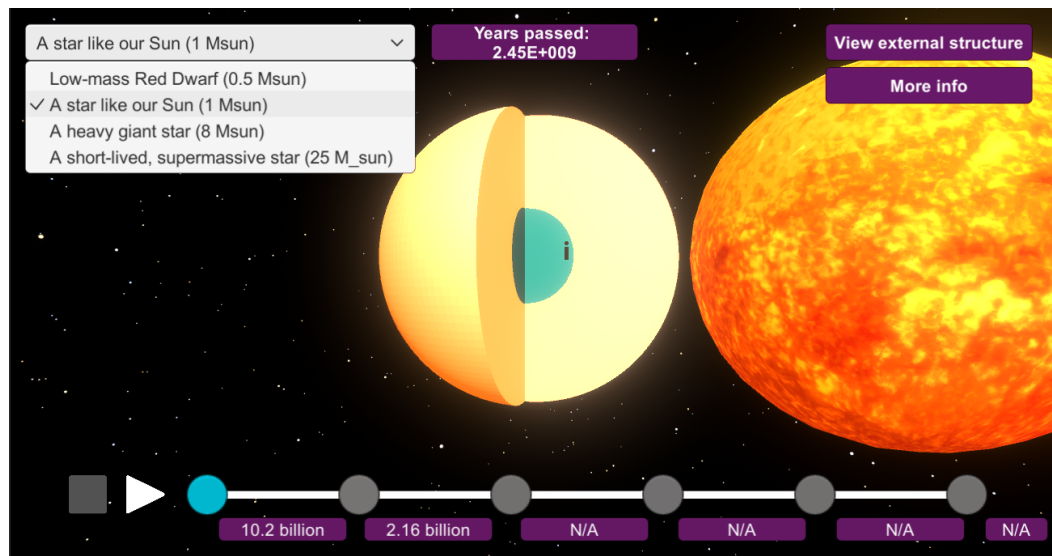 A star like our Sun (1 Msun)
Years passed:
2.45E+009
View external structure
More info
Low-mass Red Dwarf (0.5 Msun)
A star like our Sun (1 Msun)
A heavy giant star (8 Msun)
A short-lived, supermassive star (25 M_sun)
i
10.2 billion
2.16 billion
N/A
N/A
N/A
N/A